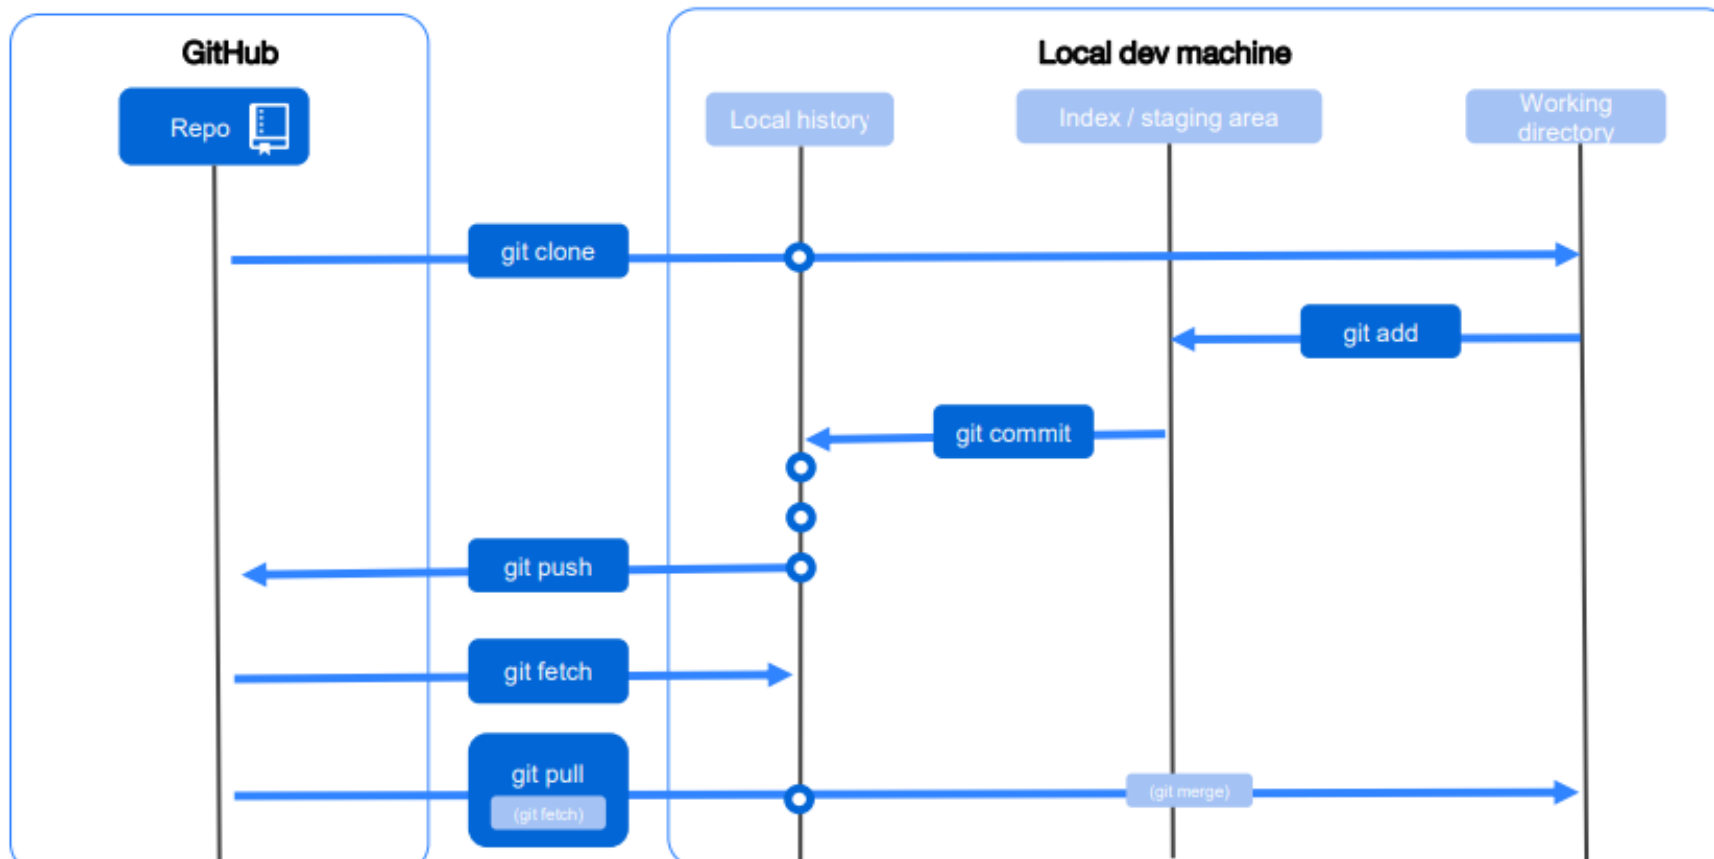 GitHub
Local dev machine
Repo
Local history
Index / staging area
Working
directory
git clone
git add
git commit
git push
git fetch
git pull
(git fetch)
(git merge)